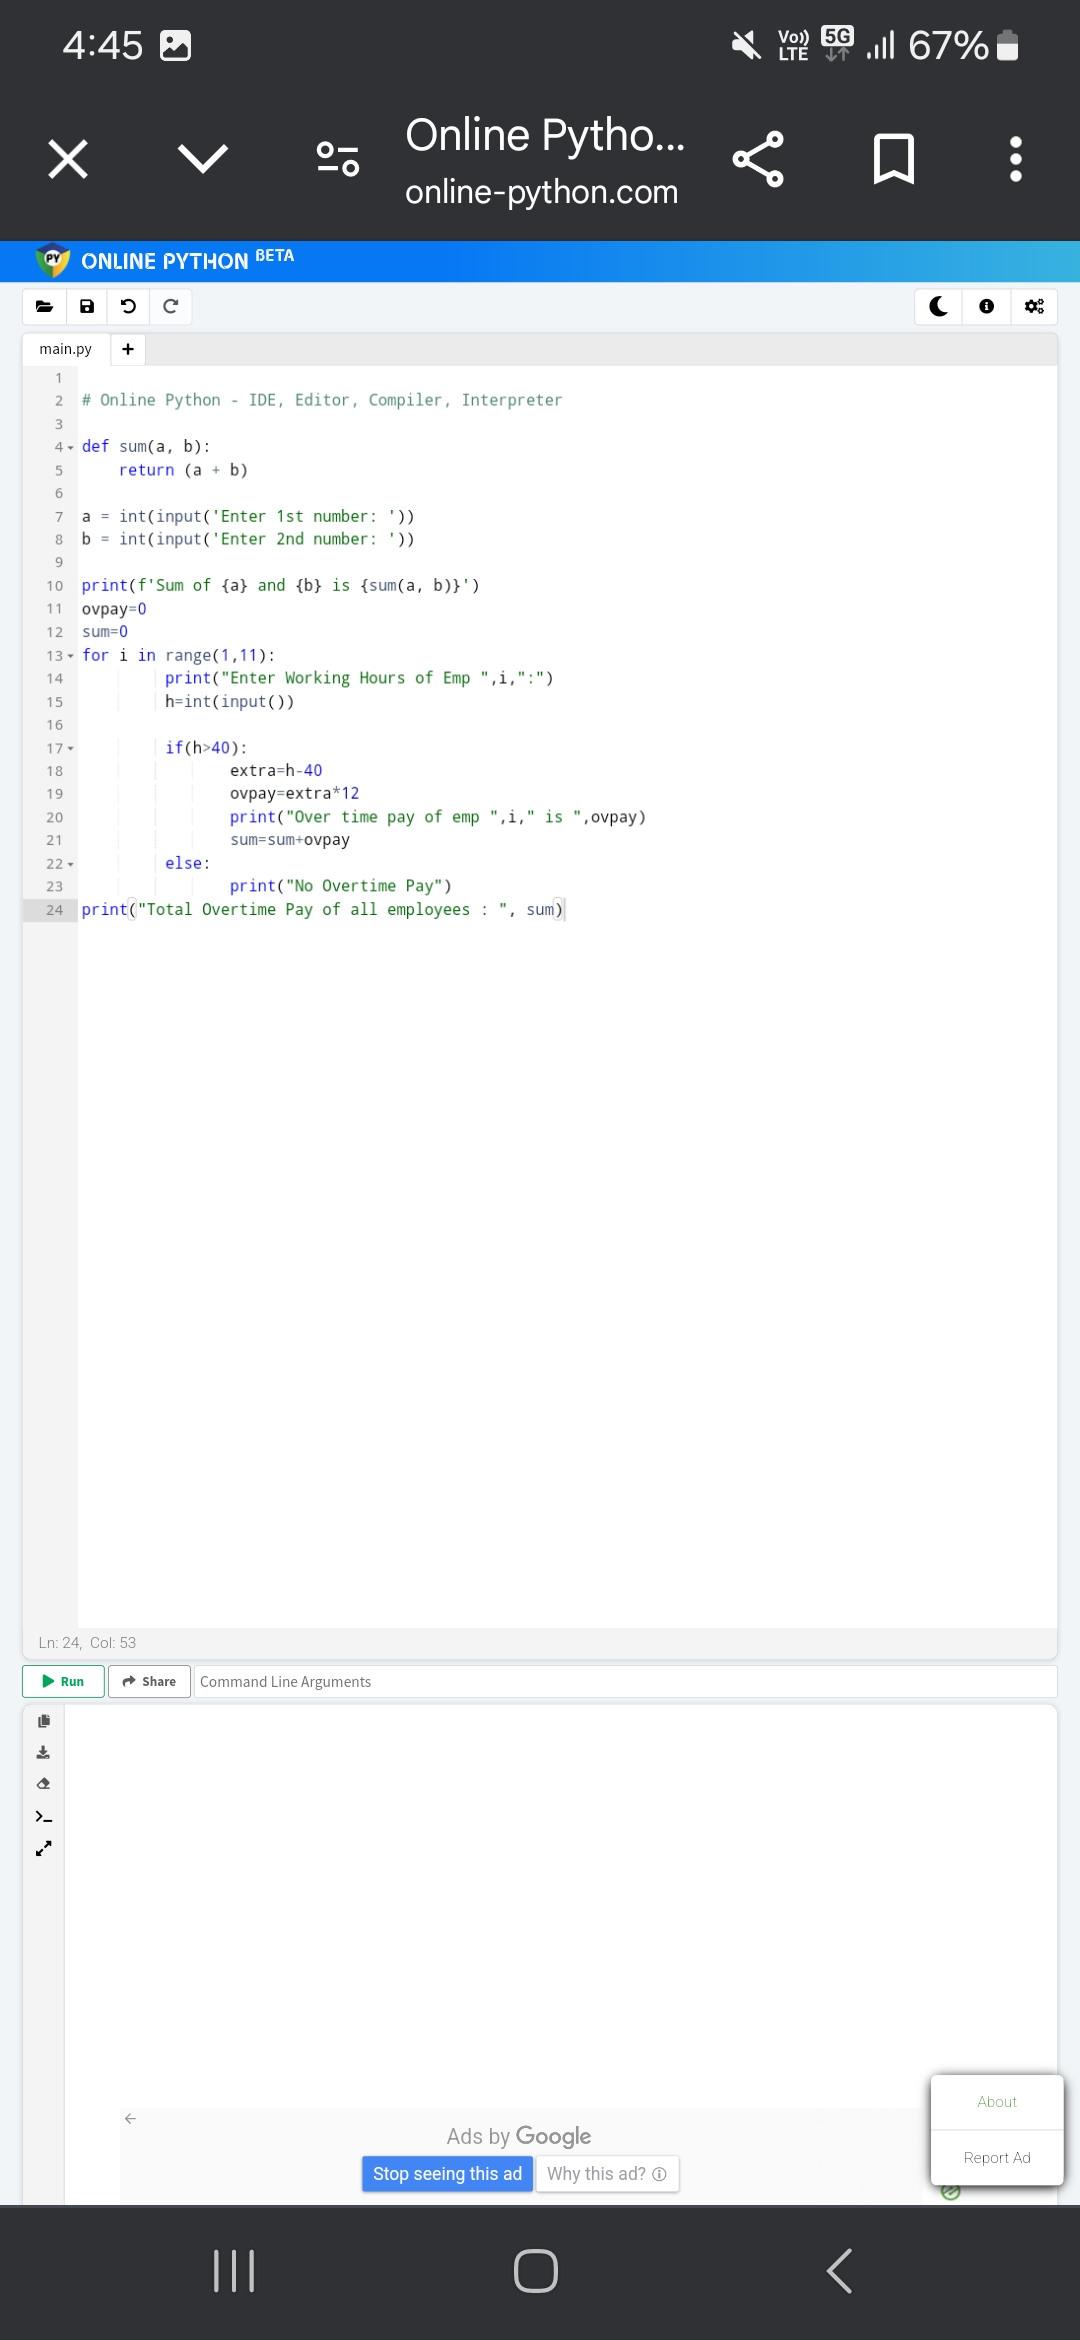 4:45
Vo)) LTE 5G 67%
Online Pytho...
online-python.com
PY ONLINE PYTHON BETA
main.py +
1
2 # Online Python - IDE, Editor, Compiler, Interpreter
3
4 def sum(a, b):
5     return (a + b)
6
7 a = int(input('Enter 1st number: '))
8 b = int(input('Enter 2nd number: '))
9
10 print(f'Sum of {a} and {b} is {sum(a, b)}')
11 ovpay=0
12 sum=0
13 for i in range(1,11):
14         print("Enter Working Hours of Emp ",i,":")
15         h=int(input())
16
17         if(h>40):
18                extra=h-40
19                ovpay=extra*12
20                print("Over time pay of emp ",i," is ",ovpay)
21                sum=sum+ovpay
22         else:
23                print("No Overtime Pay")
24 print("Total Overtime Pay of all employees : ", sum)
Ln: 24, Col: 53
Run Share Command Line Arguments
About
Report Ad
Ads by Google
Stop seeing this ad Why this ad?